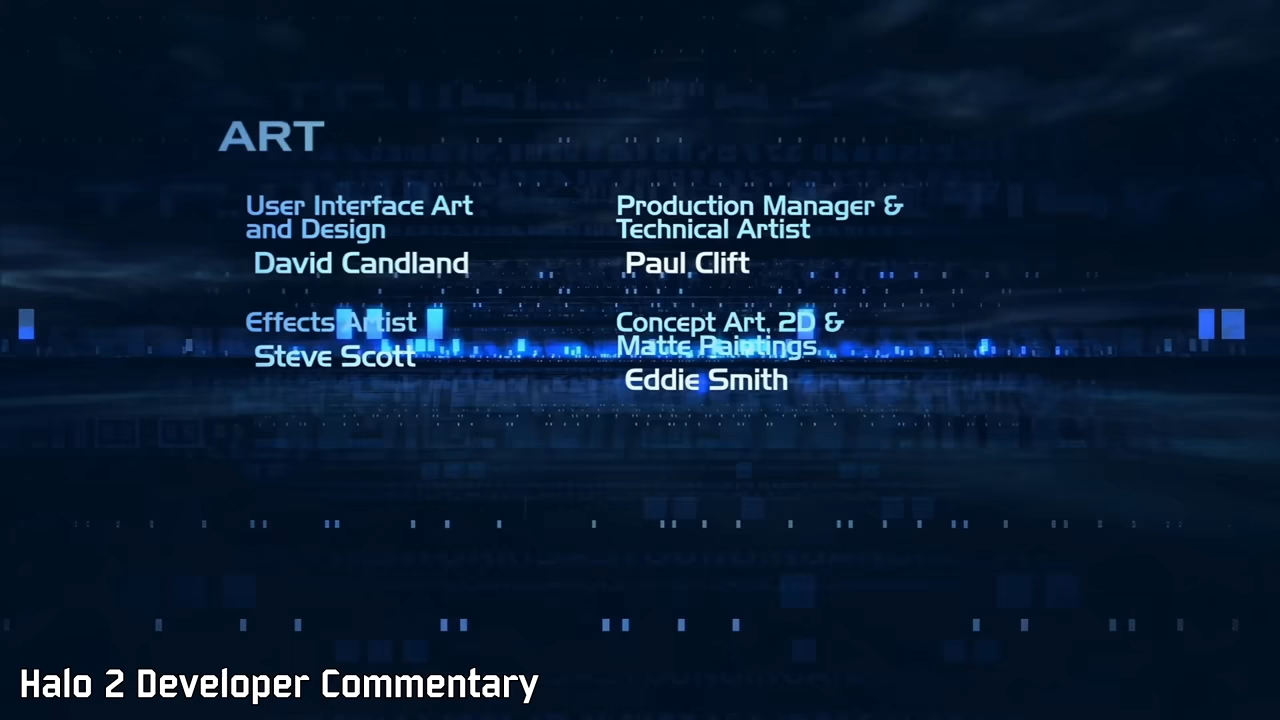 ART
User Interface Art
and Design
David Candland
Effects Artist
Steve Scott
Production Manager &
Technical Artist
Paul Clift
Concept Art, 2D &
Matte Paintings
Eddie Smith
Halo 2 Developer Commentary